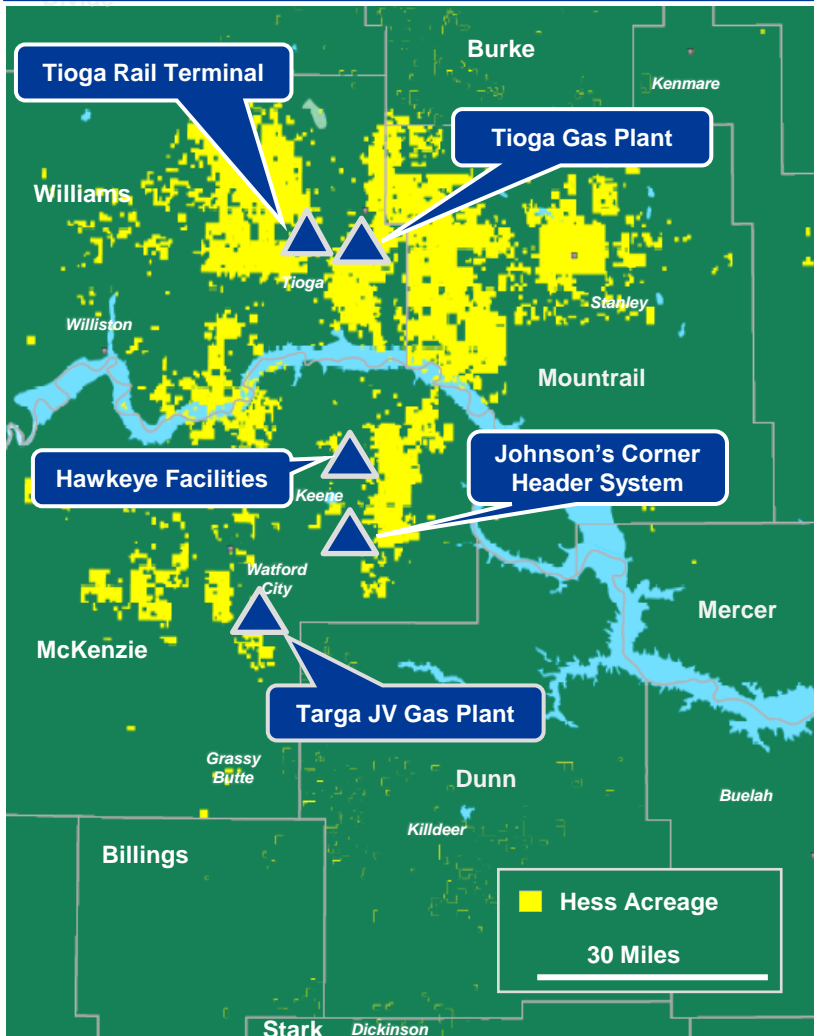 Burke
Tioga Rail Terminal
Kenmare
Tioga Gas Plant
Williams
Tioga
Stanley
Williston
Mountrail
Johnson's Corner
Header System
Hawkeye Facilities
Keene
Watford
City
Mercer
McKenzie
Targa JV Gas Plant
Grassy
Butte
Dunn
Buelah
Killdeer
Billings
Hess Acreage
30 Miles
Stark
Dickinson